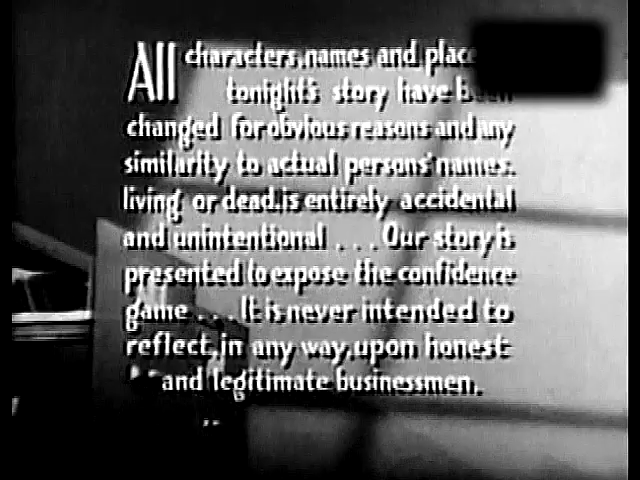 All characters, names and place
tonight's story have been
changed for obvious reasons and any
similarity to actual persons' names,
living or dead, is entirely accidental
and unintentional . . . Our story is
presented to expose the confidence
game . . . It is never intended to
reflect, in any way, upon honest
and legitimate businessmen.